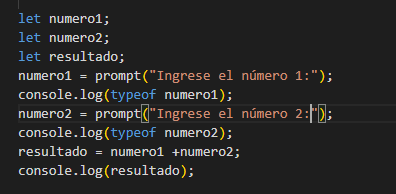 let numero1;
let numero2;
let resultado;
numero1 = prompt("Ingrese el número 1:");
console.log(typeof numero1);
numero2 = prompt("Ingrese el número 2:");
console.log(typeof numero2);
resultado = numero1 +numero2;
console.log(resultado);